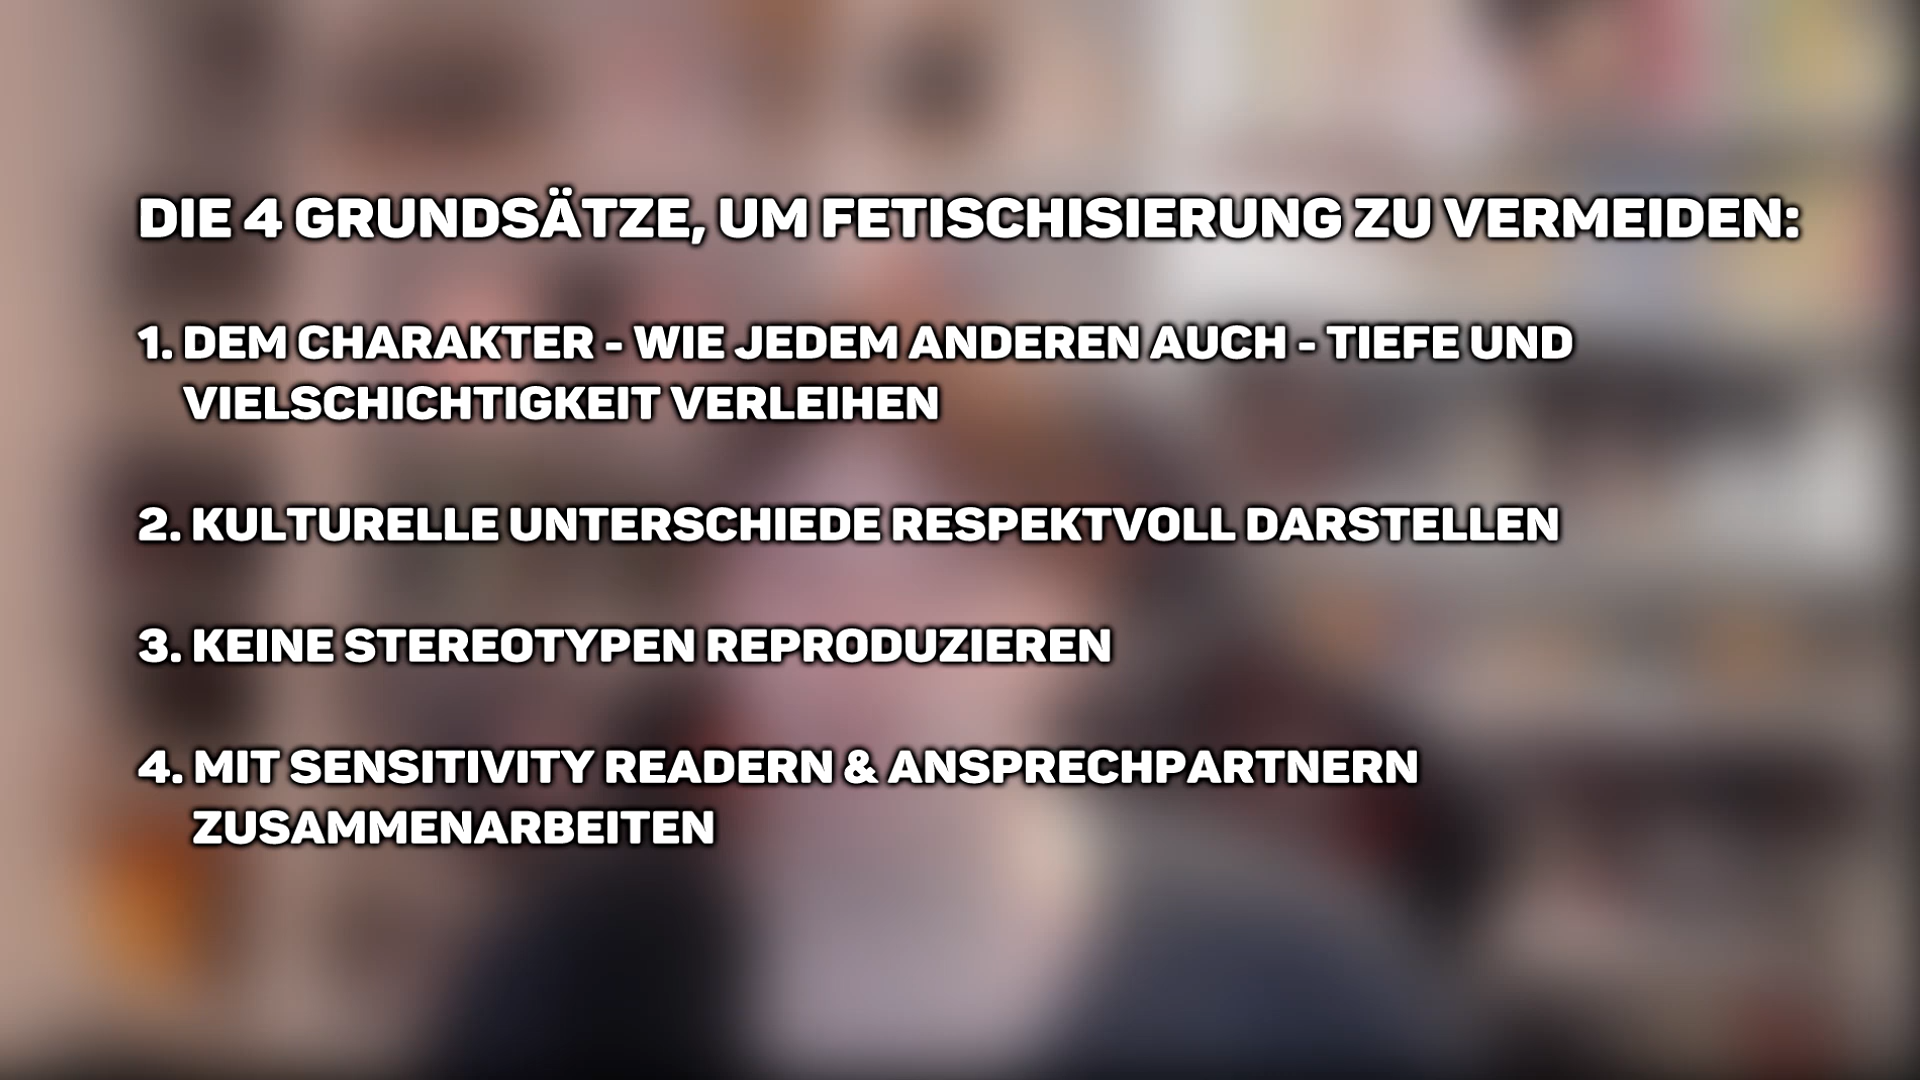 DIE 4 GRUNDSÄTZE, UM FETISCHISIERUNG ZU VERMEIDEN:
1. DEM CHARAKTER - WIE JEDEM ANDEREN AUCH - TIEFE UND
VIELSCHICHTIGKEIT VERLEIHEN
2. KULTURELLE UNTERSCHIEDE RESPEKTVOLL DARSTELLEN
3. KEINE STEREOTYPEN REPRODUZIEREN
4. MIT SENSITIVITY READERN & ANSPRECHPARTNERN
ZUSAMMENARBEITEN